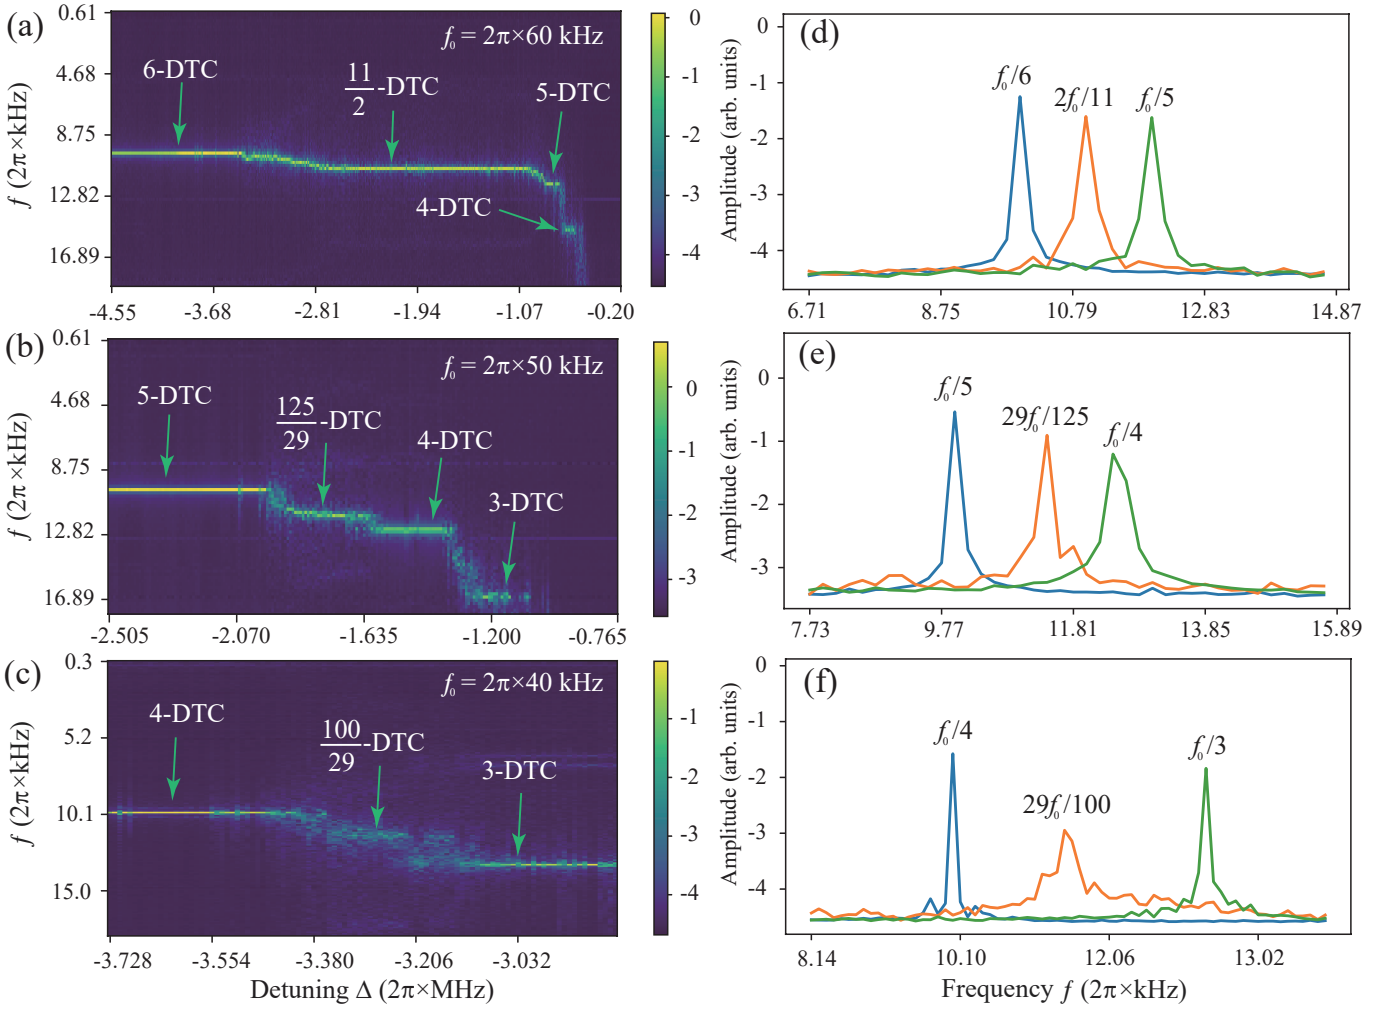 (a)
f₀ = 2π×60 kHz
6-DTC
11/2-DTC
5-DTC
4-DTC
f (2π×kHz)
0.61
4.68
8.75
12.82
16.89
-4.55 -3.68 -2.81 -1.94 -1.07 -0.20
0
-1
-2
-3
-4
(d)
f₀/6
2f₀/11
f₀/5
Amplitude (arb. units)
0
-1
-2
-3
-4
6.71 8.75 10.79 12.83 14.87
(b)
f₀ = 2π×50 kHz
5-DTC
125/29-DTC
4-DTC
3-DTC
f (2π×kHz)
0.61
4.68
8.75
12.82
16.89
-2.505 -2.070 -1.635 -1.200 -0.765
0
-1
-2
-3
(e)
f₀/5
29f₀/125
f₀/4
Amplitude (arb. units)
0
-1
-2
-3
7.73 9.77 11.81 13.85 15.89
(c)
f₀ = 2π×40 kHz
4-DTC
100/29-DTC
3-DTC
f (2π×kHz)
0.3
5.2
10.1
15.0
-3.728 -3.554 -3.380 -3.206 -3.032
Detuning Δ (2π×MHz)
-1
-2
-3
-4
(f)
f₀/4
29f₀/100
f₀/3
Amplitude (arb. units)
0
-1
-2
-3
-4
8.14 10.10 12.06 13.02
Frequency f (2π×kHz)